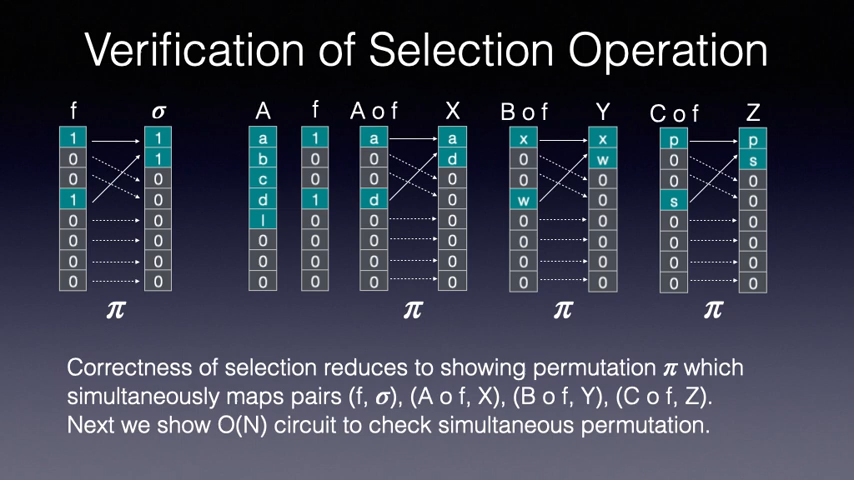 Verification of Selection Operation
f σ A f A o f X B o f Y C o f Z
1 1 a 1 a a x x p p
0 1 b 0 0 d 0 w 0 s
0 0 c 0 0 0 0 0 0 0
1 0 d 1 d 0 w 0 s 0
0 0 l 0 0 0 0 0 0 0
0 0 0 0 0 0 0 0 0 0
0 0 0 0 0 0 0 0 0 0
0 0 0 0 0 0 0 0 0 0
π π π π
Correctness of selection reduces to showing permutation π which
simultaneously maps pairs (f, σ), (A o f, X), (B o f, Y), (C o f, Z).
Next we show O(N) circuit to check simultaneous permutation.